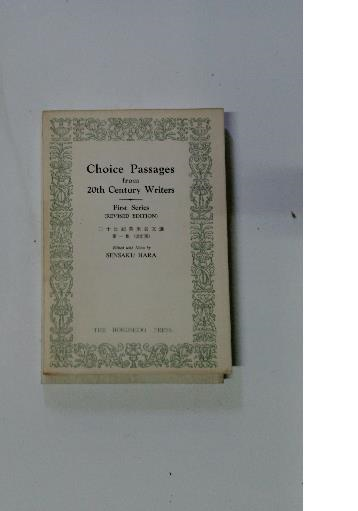 Choice Passages
from
20th Century Writers
First Series
(REVISED EDITION)
二十世紀英米名文選
第一集 (改訂版)
Edited with Notes by
SENSAKU HARA
THE HOKUSEIDO PRESS